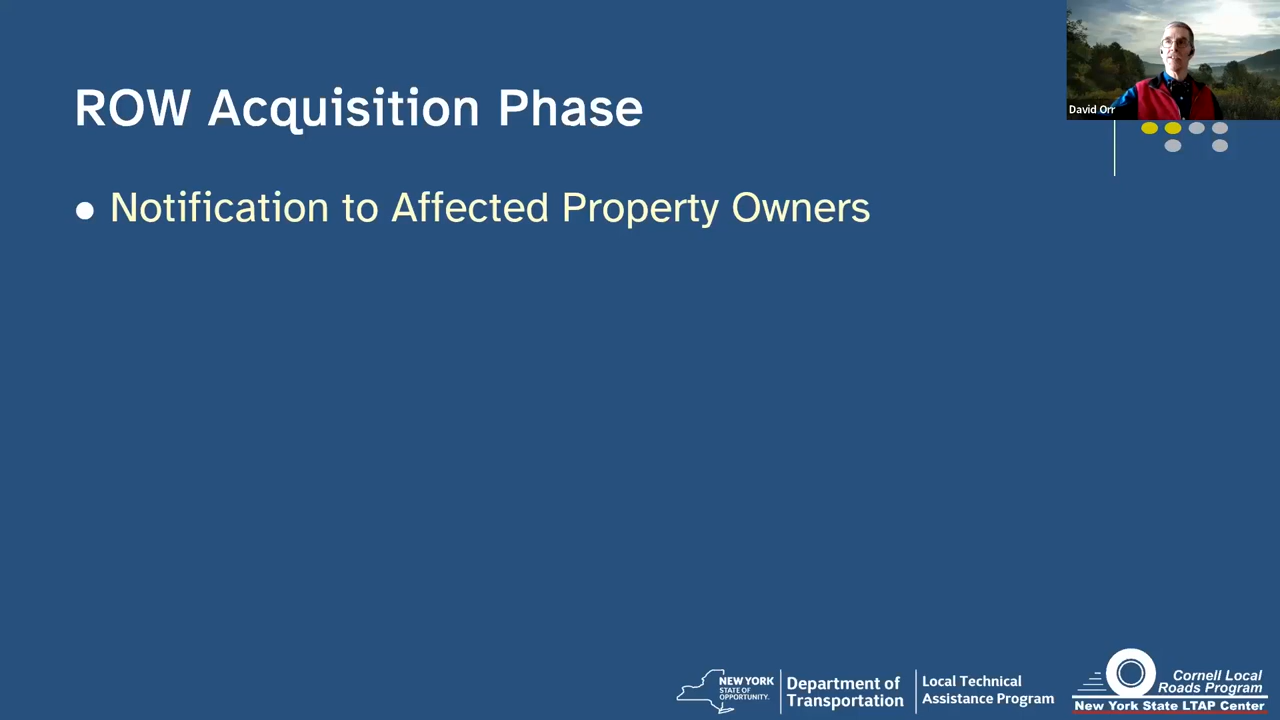 ROW Acquisition Phase
David Orr
● Notification to Affected Property Owners
NEW YORK
STATE OF
OPPORTUNITY.
Department of
Transportation
Local Technical
Assistance Program
Cornell Local
Roads Program
New York State LTAP Center